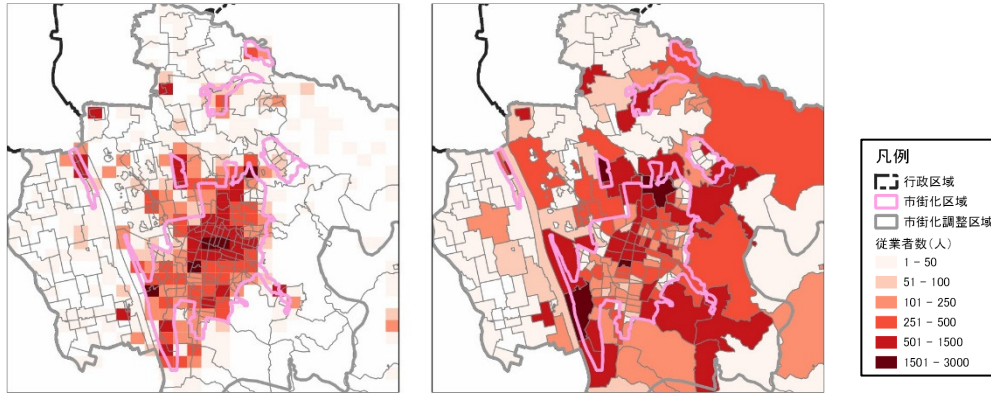 凡例
行政区域
市街化区域
市街化調整区域
従業者数(人)
1 - 50
51 - 100
101 - 250
251 - 500
501 - 1500
1501 - 3000